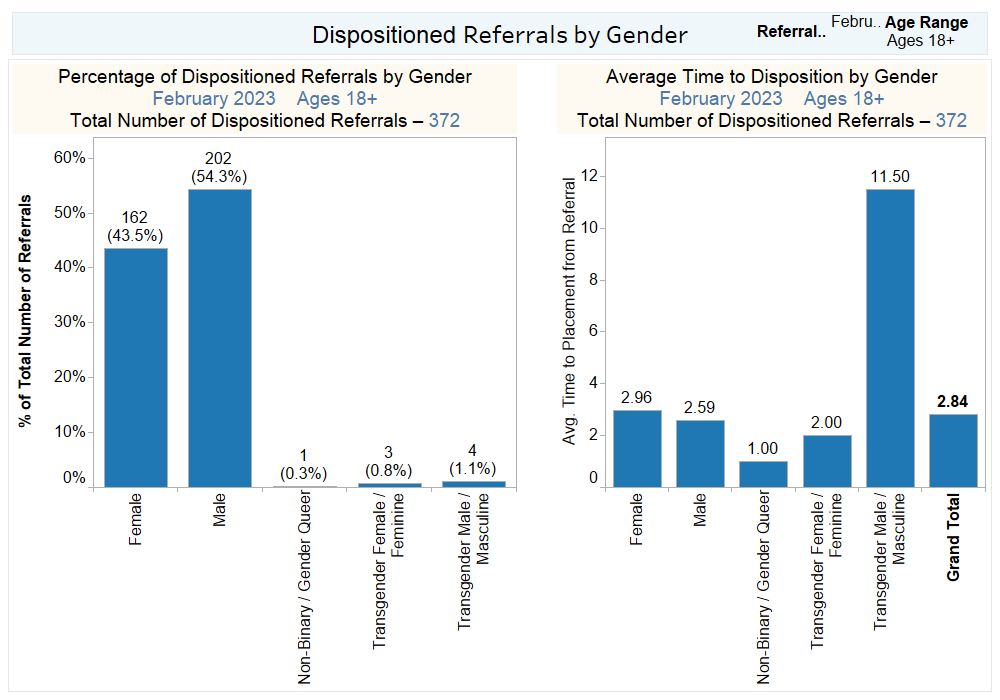 Dispositioned Referrals by Gender
Referral..
Febru..
Age Range
Ages 18+
Percentage of Dispositioned Referrals by Gender
February 2023 Ages 18+
Total Number of Dispositioned Referrals – 372
% of Total Number of Referrals
60%
50%
40%
30%
20%
10%
0%
162
(43.5%)
202
(54.3%)
1
(0.3%)
3
(0.8%)
4
(1.1%)
Female
Male
Non-Binary / Gender Queer
Transgender Female /
Feminine
Transgender Male /
Masculine
Average Time to Disposition by Gender
February 2023 Ages 18+
Total Number of Dispositioned Referrals – 372
Avg. Time to Placement from Referral
12
10
8
6
4
2
0
2.96
2.59
1.00
2.00
11.50
2.84
Female
Male
Non-Binary / Gender Queer
Transgender Female /
Feminine
Transgender Male /
Masculine
Grand Total